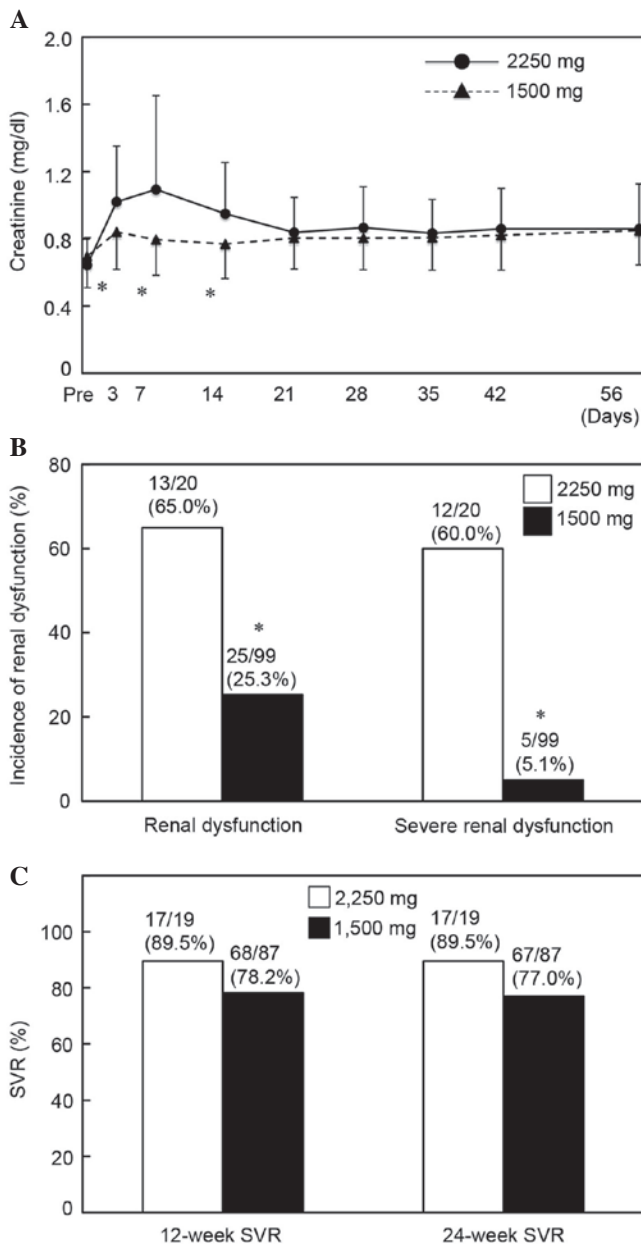 A
2.0
1.6
1.2
0.8
0.4
0
Creatinine (mg/dl)
2250 mg
1500 mg
* * *
Pre 3 7 14 21 28 35 42 56
(Days)
B
80
60
40
20
0
Incidence of renal dysfunction (%)
2250 mg
1500 mg
13/20
(65.0%)
*
25/99
(25.3%)
12/20
(60.0%)
*
5/99
(5.1%)
Renal dysfunction Severe renal dysfunction
C
100
80
60
40
20
0
SVR (%)
2,250 mg
1,500 mg
17/19
(89.5%)
68/87
(78.2%)
17/19
(89.5%)
67/87
(77.0%)
12-week SVR 24-week SVR